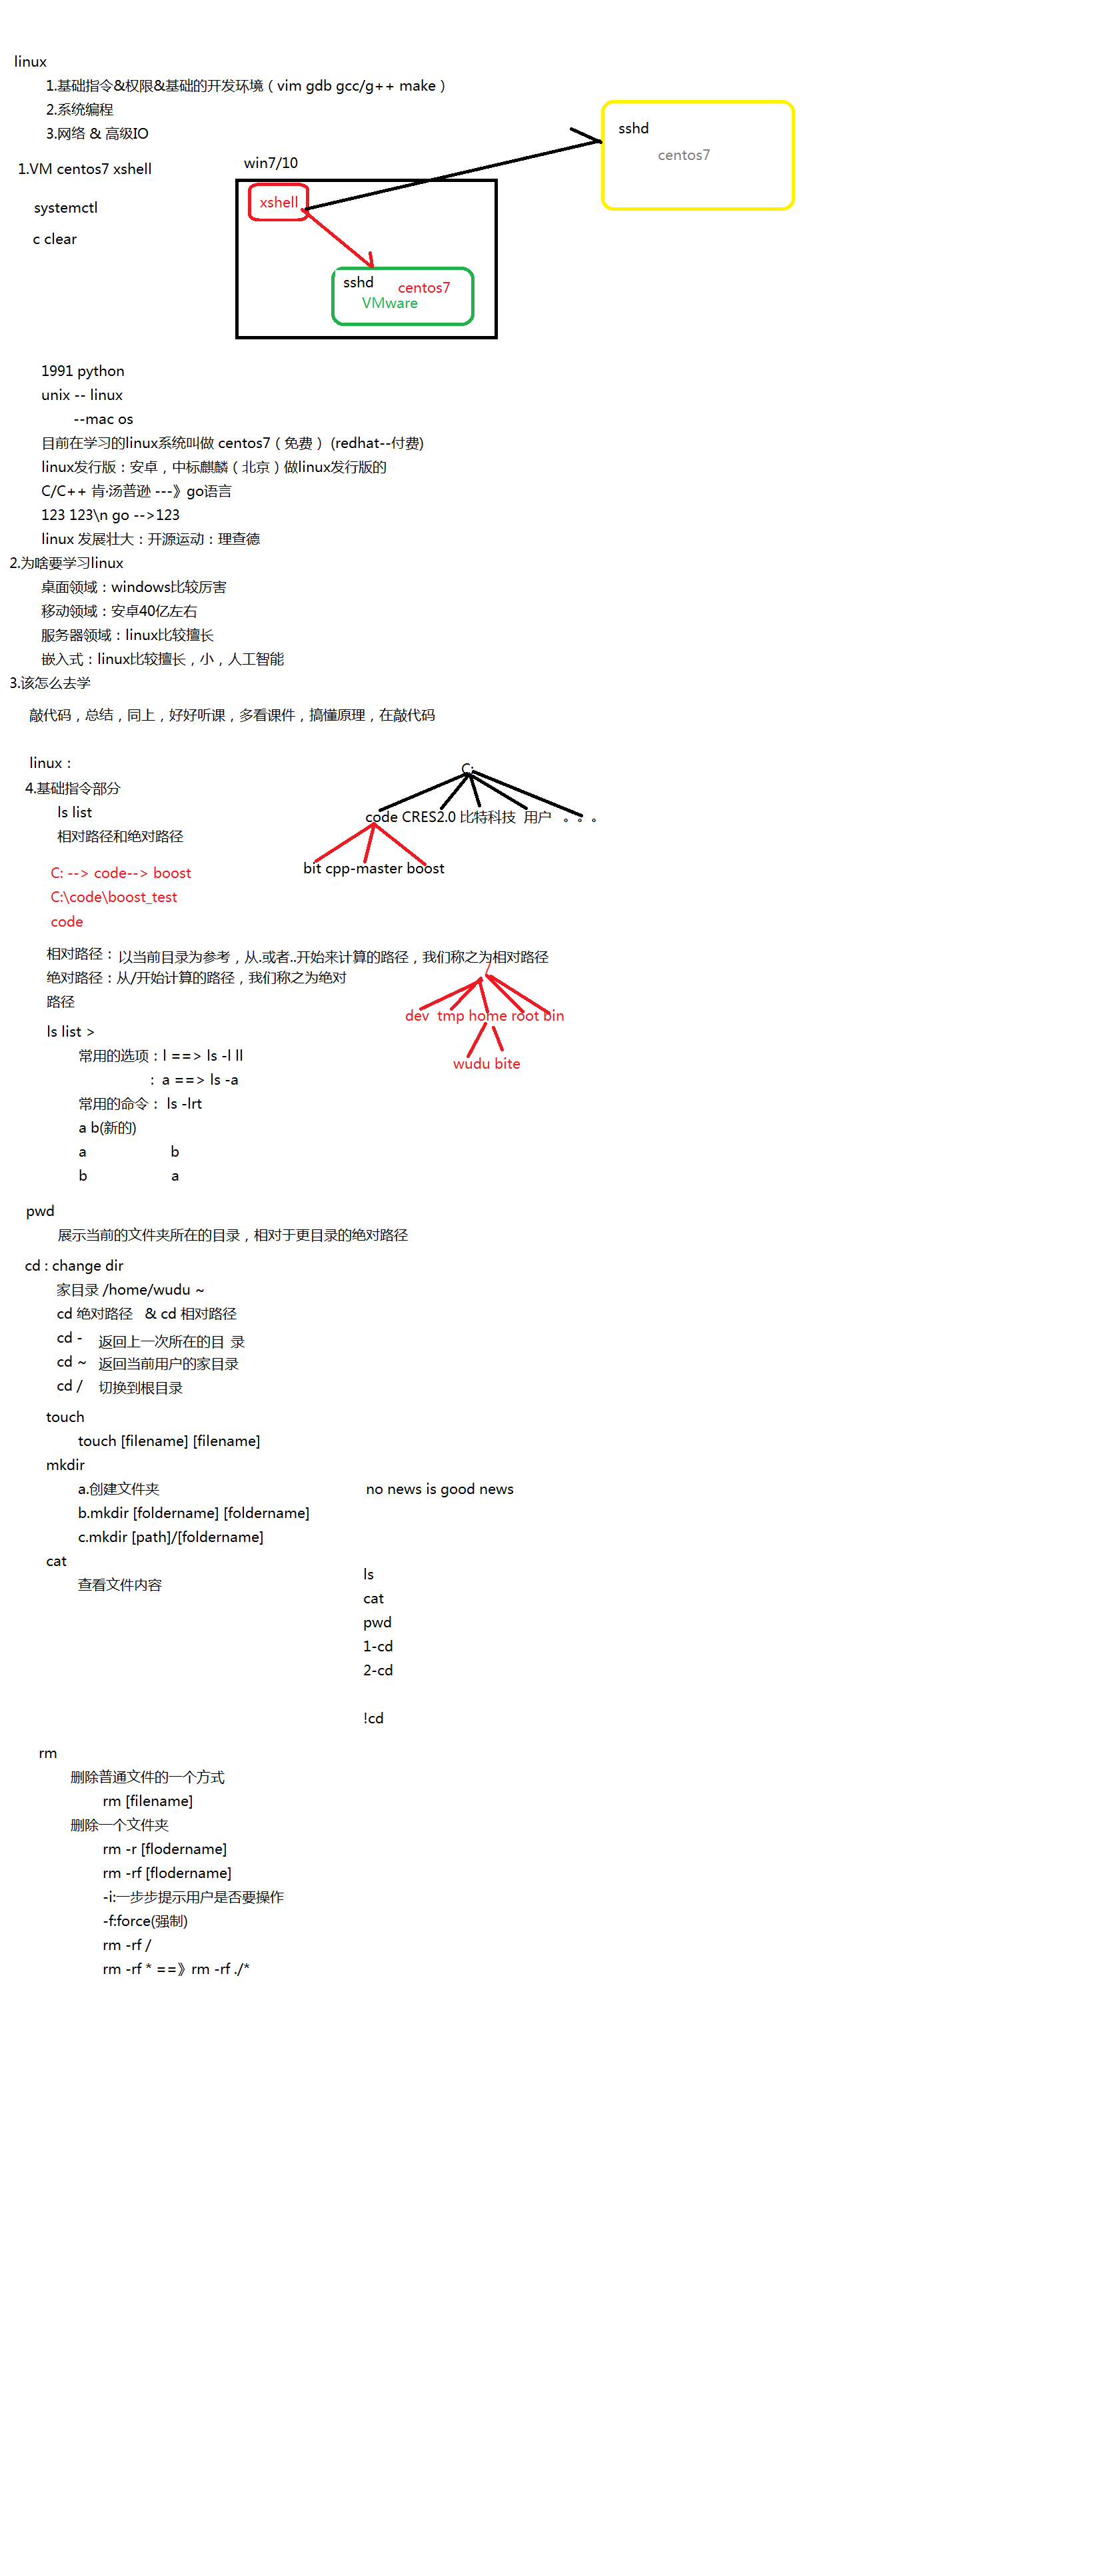 linux
1.基础指令&权限&基础的开发环境（vim gdb gcc/g++ make）
2.系统编程
3.网络 & 高级IO
1.VM centos7 xshell
systemctl
c clear
win7/10
xshell
sshd
centos7
VMware
sshd
centos7
1991 python
unix -- linux
--mac os
目前在学习的linux系统叫做 centos7（免费） (redhat--付费)
linux发行版：安卓，中标麒麟（北京）做linux发行版的
C/C++ 肯·汤普逊 ---》go语言
123 123\n go -->123
linux 发展壮大：开源运动：理查德
2.为啥要学习linux
桌面领域：windows比较厉害
移动领域：安卓40亿左右
服务器领域：linux比较擅长
嵌入式：linux比较擅长，小，人工智能
3.该怎么去学
敲代码，总结，同上，好好听课，多看课件，搞懂原理，在敲代码
linux：
4.基础指令部分
ls list
相对路径和绝对路径
C: --> code--> boost
C:\code\boost_test
code
C:
code CRES2.0 比特科技 用户 。。。
bit cpp-master boost
相对路径： 以当前目录为参考，从.或者..开始来计算的路径，我们称之为相对路径
绝对路径：从/开始计算的路径，我们称之为绝对
路径
/
dev tmp home root bin
wudu bite
ls list >
常用的选项：l ==> ls -l ll
：a ==> ls -a
常用的命令： ls -lrt
a b(新的)
a b
b a
pwd
展示当前的文件夹所在的目录，相对于更目录的绝对路径
cd : change dir
家目录 /home/wudu ~
cd 绝对路径 & cd 相对路径
cd - 返回上一次所在的目 录
cd ~ 返回当前用户的家目录
cd / 切换到根目录
touch
touch [filename] [filename]
mkdir
a.创建文件夹
b.mkdir [foldername] [foldername]
c.mkdir [path]/[foldername]
no news is good news
cat
查看文件内容
ls
cat
pwd
1-cd
2-cd
!cd
rm
删除普通文件的一个方式
rm [filename]
删除一个文件夹
rm -r [flodername]
rm -rf [flodername]
-i:一步步提示用户是否要操作
-f:force(强制)
rm -rf /
rm -rf * ==》rm -rf ./*